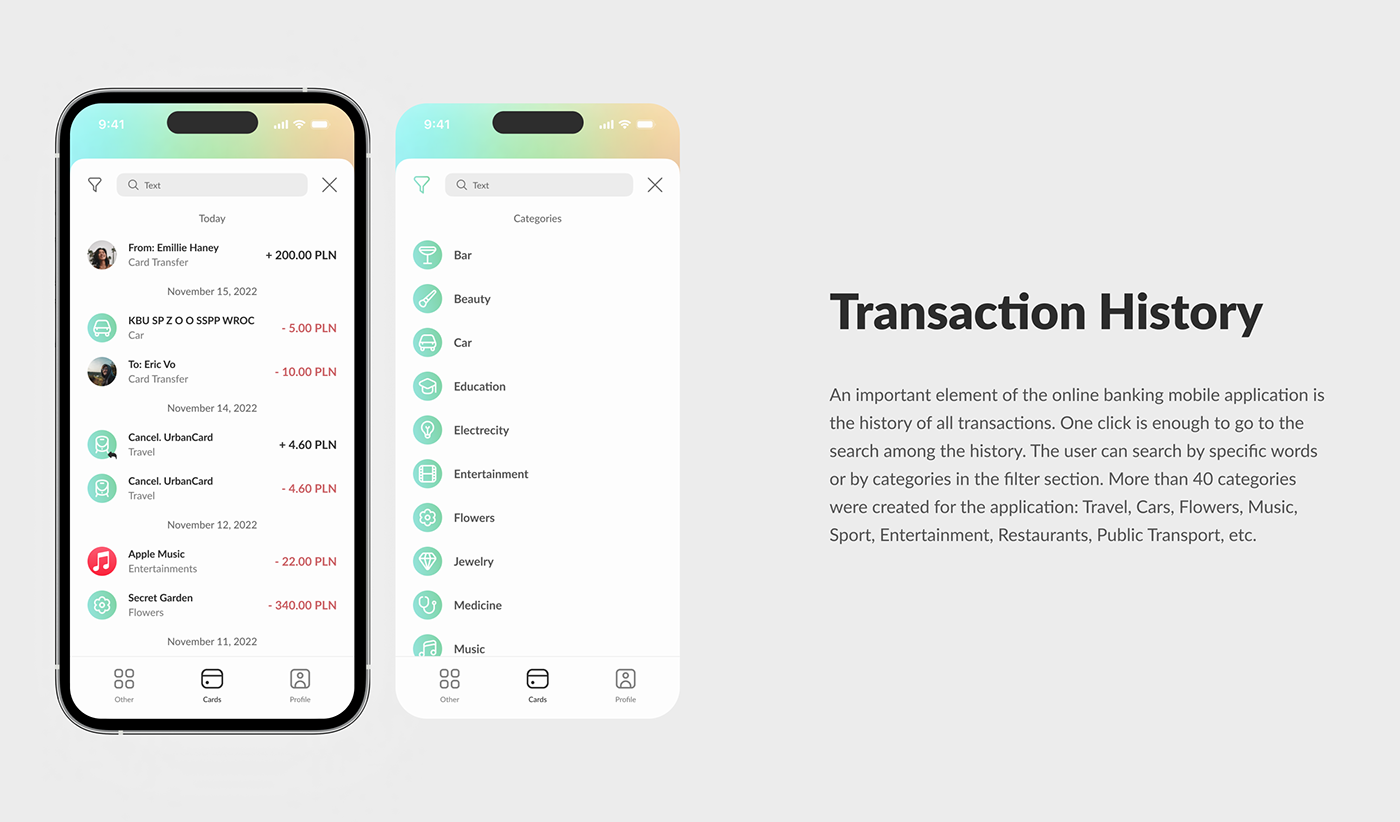 9:41
Text
Today
From: Emillie Haney
Card Transfer
+ 200.00 PLN
November 15, 2022
KBU SP Z O O SSPP WROC
Car
- 5.00 PLN
To: Eric Vo
Card Transfer
- 10.00 PLN
November 14, 2022
Cancel. UrbanCard
Travel
+ 4.60 PLN
Cancel. UrbanCard
Travel
- 4.60 PLN
November 12, 2022
Apple Music
Entertainments
- 22.00 PLN
Secret Garden
Flowers
- 340.00 PLN
November 11, 2022
Other
Cards
Profile
9:41
Text
Categories
Bar
Beauty
Car
Education
Electrecity
Entertainment
Flowers
Jewelry
Medicine
Music
Other
Cards
Profile
Transaction History
An important element of the online banking mobile application is
the history of all transactions. One click is enough to go to the
search among the history. The user can search by specific words
or by categories in the filter section. More than 40 categories
were created for the application: Travel, Cars, Flowers, Music,
Sport, Entertainment, Restaurants, Public Transport, etc.